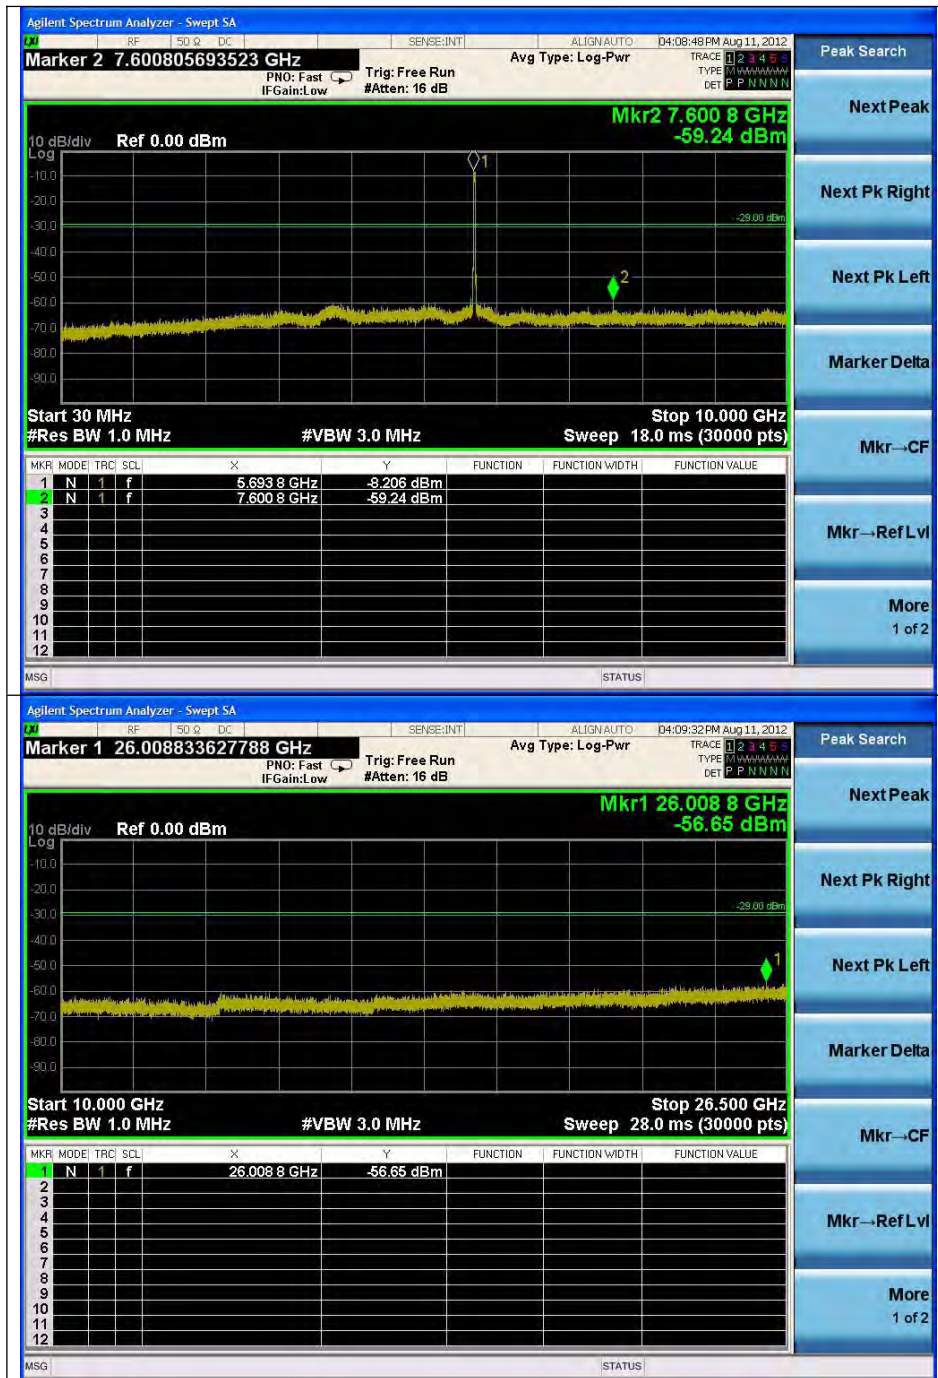 Agilent Spectrum Analyzer - Swept SA
RF 50 Ω DC SENSE:INT ALIGNAUTO 04:08:48 PM Aug 11, 2012
Marker 2 7.600805693523 GHz
PNO: Fast
IFGain:Low
Trig: Free Run
#Atten: 16 dB
Avg Type: Log-Pwr
TRACE 1 2 3 4 5 6
TYPE M W W W W W
DET P P N N N N
Mkr2 7.600 8 GHz
-59.24 dBm
10 dB/div Ref 0.00 dBm
Log
-10.0
-20.0
-30.0
-40.0
-50.0
-60.0
-70.0
-80.0
-90.0
1
-29.00 dBm
2
Start 30 MHz Stop 10.000 GHz
#Res BW 1.0 MHz #VBW 3.0 MHz Sweep 18.0 ms (30000 pts)
MKR MODE TRC SCL X Y FUNCTION FUNCTION WIDTH FUNCTION VALUE
1 N 1 f 5.693 8 GHz -8.206 dBm
2 N 1 f 7.600 8 GHz -59.24 dBm
3
4
5
6
7
8
9
10
11
12
MSG STATUS
Peak Search
Next Peak
Next Pk Right
Next Pk Left
Marker Delta
Mkr→CF
Mkr→Ref Lvl
More
1 of 2
Agilent Spectrum Analyzer - Swept SA
RF 50 Ω DC SENSE:INT ALIGNAUTO 04:09:32 PM Aug 11, 2012
Marker 1 26.008833627788 GHz
PNO: Fast
IFGain:Low
Trig: Free Run
#Atten: 16 dB
Avg Type: Log-Pwr
TRACE 1 2 3 4 5 6
TYPE M W W W W W
DET P P N N N N
Mkr1 26.008 8 GHz
-56.65 dBm
10 dB/div Ref 0.00 dBm
Log
-10.0
-20.0
-30.0
-40.0
-50.0
-60.0
-70.0
-80.0
-90.0
-29.00 dBm
1
Start 10.000 GHz Stop 26.500 GHz
#Res BW 1.0 MHz #VBW 3.0 MHz Sweep 28.0 ms (30000 pts)
MKR MODE TRC SCL X Y FUNCTION FUNCTION WIDTH FUNCTION VALUE
1 N 1 f 26.008 8 GHz -56.65 dBm
2
3
4
5
6
7
8
9
10
11
12
MSG STATUS
Peak Search
Next Peak
Next Pk Right
Next Pk Left
Marker Delta
Mkr→CF
Mkr→Ref Lvl
More
1 of 2